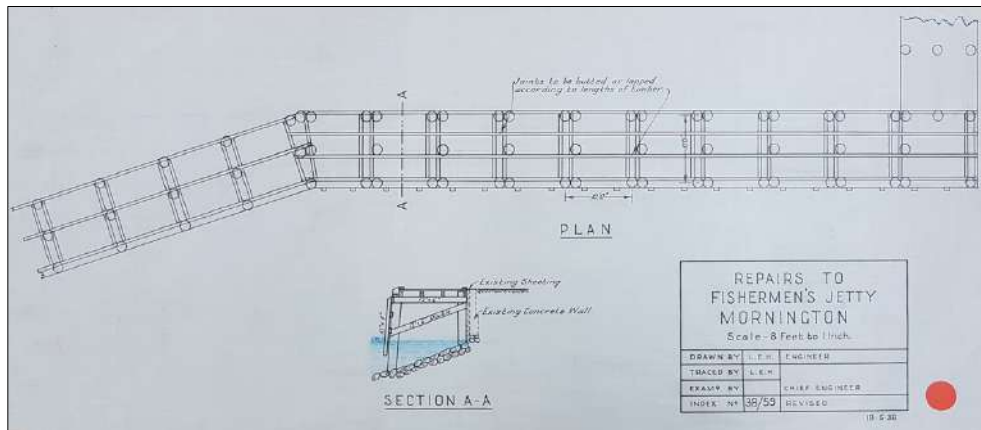 Joints to be butted or lapped
according to lengths of timber.
A
A
PLAN
Existing Sheeting
Existing Concrete Wall
SECTION A-A
REPAIRS TO
FISHERMEN'S JETTY
MORNINGTON
Scale - 8 Feet to 1 Inch.
DRAWN BY L.E.H. ENGINEER
TRACED BY L.E.H.
EXAM'D BY CHIEF ENGINEER
INDEX Nº 38/59 REVISED